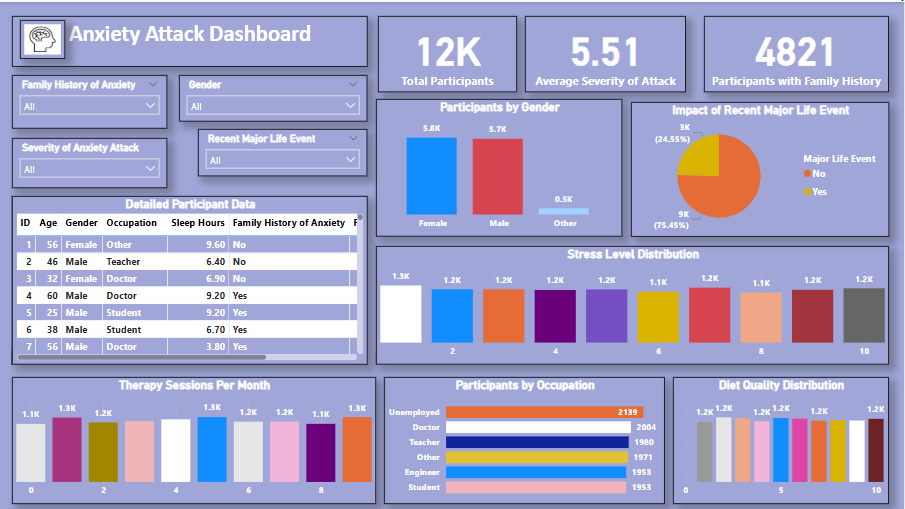 Anxiety Attack Dashboard
12K
Total Participants
5.51
Average Severity of Attack
4821
Participants with Family History
Family History of Anxiety
All
Gender
All
Severity of Anxiety Attack
All
Recent Major Life Event
All
Participants by Gender
5.8K
5.7K
0.5K
Female Male Other
Impact of Recent Major Life Event
3K
(24.55%)
9K
(75.45%)
Major Life Event
No
Yes
Detailed Participant Data
ID Age Gender Occupation Sleep Hours Family History of Anxiety F
1 56 Female Other 9.60 No
2 46 Male Teacher 6.40 No
3 32 Female Doctor 6.90 No
4 60 Male Doctor 9.20 Yes
5 25 Male Student 9.20 Yes
6 38 Male Student 6.70 Yes
7 56 Male Doctor 3.80 Yes
Stress Level Distribution
1.3K 1.2K 1.2K 1.2K 1.2K 1.1K 1.2K 1.1K 1.2K 1.2K
2 4 6 8 10
Therapy Sessions Per Month
1.1K 1.3K 1.2K 1.3K 1.2K 1.2K 1.1K 1.3K
0 2 4 6 8
Participants by Occupation
Unemployed 2139
Doctor 2004
Teacher 1980
Other 1971
Engineer 1953
Student 1953
Diet Quality Distribution
1.2K 1.2K 1.2K 1.2K 1.2K
0 5 10